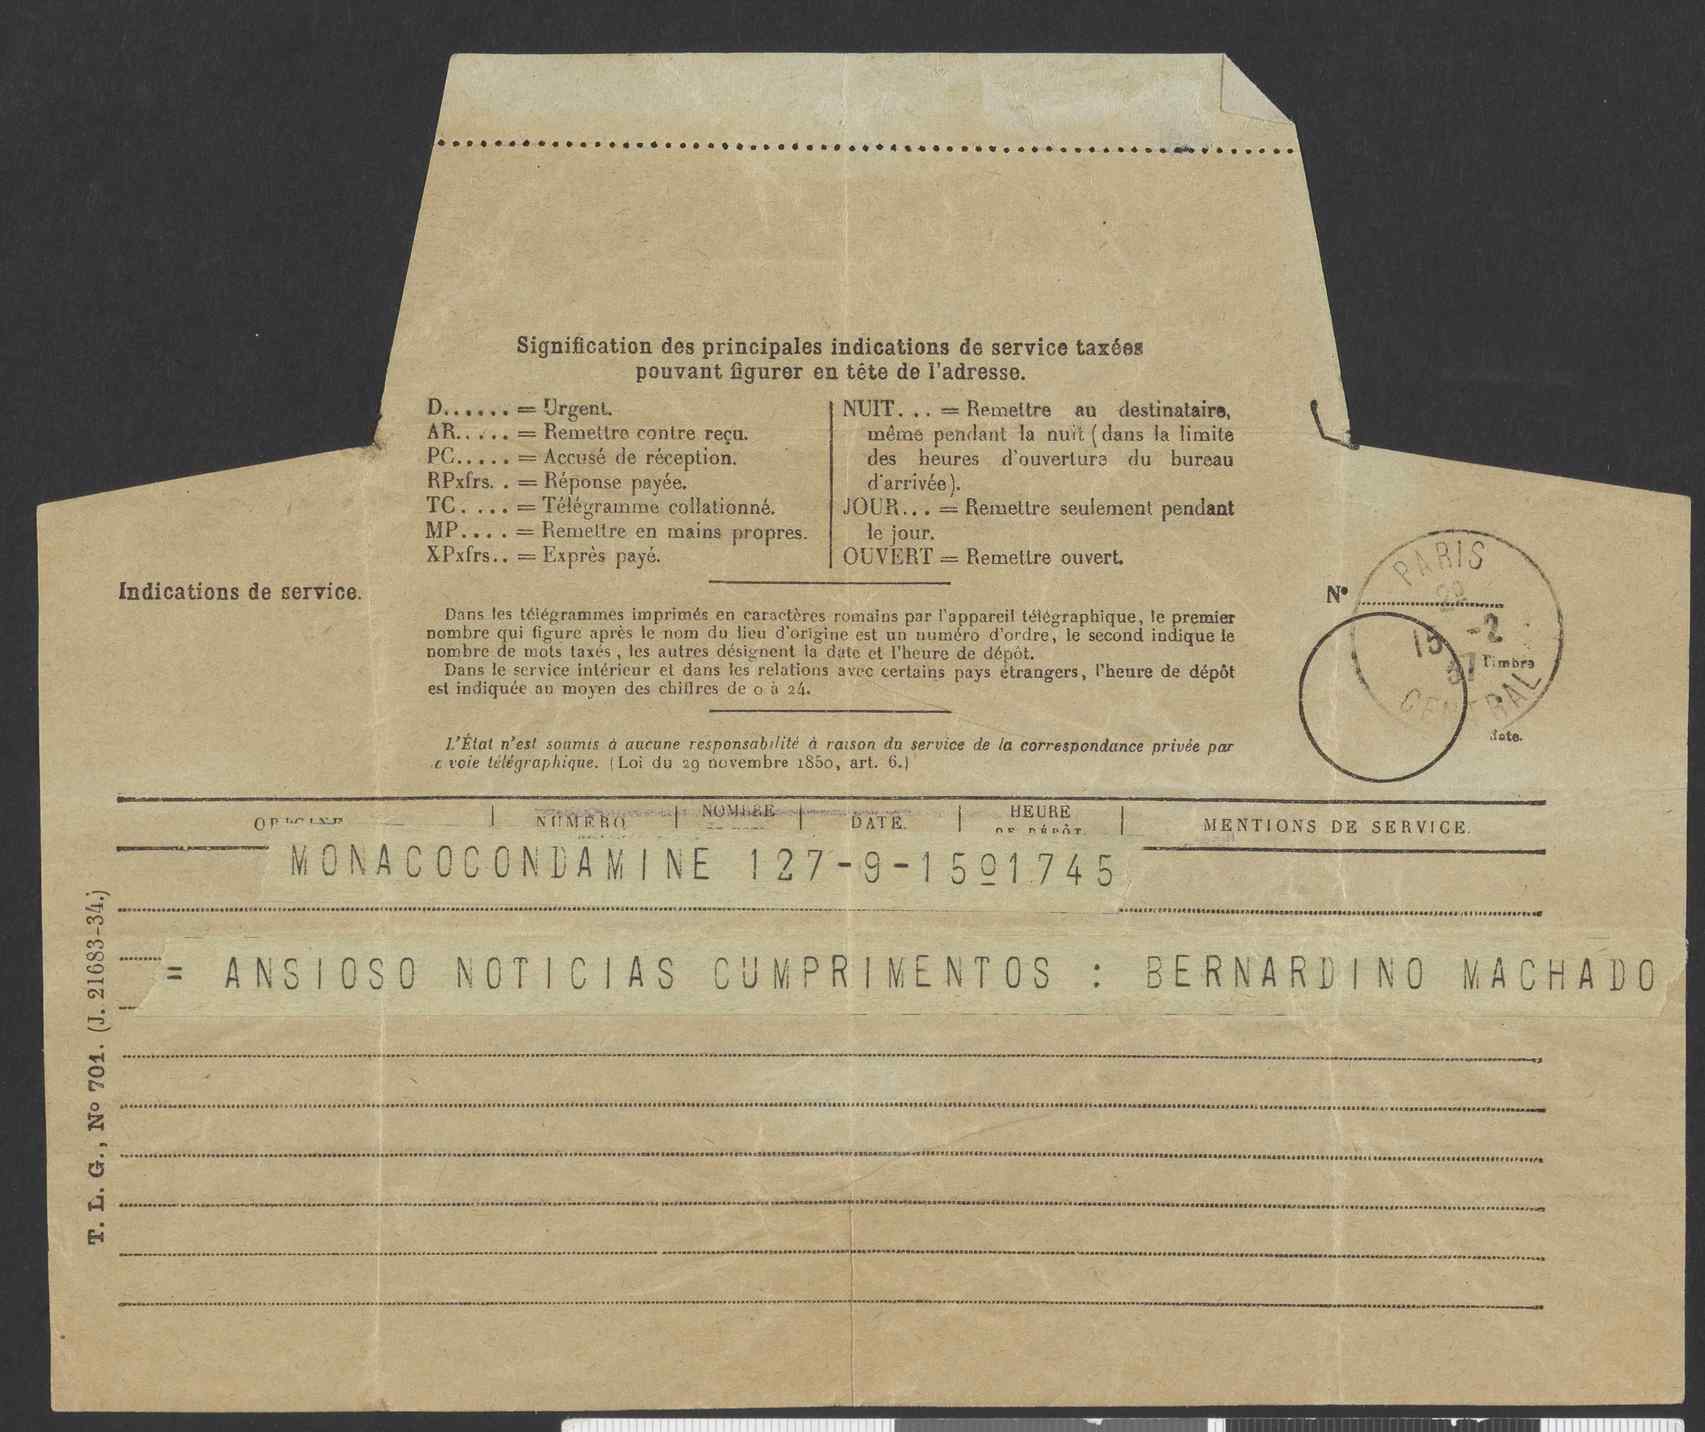 Signification des principales indications de service taxées
pouvant figurer en tête de l'adresse.
D...... = Urgent.
AR..... = Remettre contre reçu.
PC..... = Accusé de réception.
RPxfrs. . = Réponse payée.
TC. ... = Télégramme collationné.
MP.... = Remettre en mains propres.
XPxfrs.. = Exprès payé.
NUIT. .. = Remettre au destinataire,
même pendant la nuit (dans la limite
des heures d'ouverture du bureau
d'arrivée).
JOUR... = Remettre seulement pendant
le jour.
OUVERT = Remettre ouvert.
Indications de service.
Dans les télégrammes imprimés en caractères romains par l'appareil télégraphique, le premier
nombre qui figure après le nom du lieu d'origine est un numéro d'ordre, le second indique le
nombre de mots taxés, les autres désignent la date et l'heure de dépôt.
Dans le service intérieur et dans les relations avec certains pays étrangers, l'heure de dépôt
est indiquée au moyen des chiffres de 0 à 24.
L'État n'est soumis à aucune responsabilité à raison du service de la correspondance privée par
voie télégraphique. (Loi du 29 novembre 1850, art. 6.)
N°
PARIS
15 -2
37
CENTRAL
Timbre
date.
ORIGINE NUMÉRO NOMBRE DATE. HEURE DE DÉPÔT. MENTIONS DE SERVICE.
MONACOCONDAMINE 127-9-15º1745
= ANSIOSO NOTICIAS CUMPRIMENTOS : BERNARDINO MACHADO
T. L. G., N° 701. (J. 21683-34.)